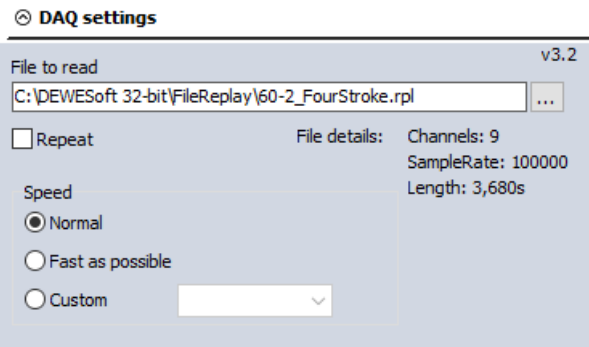 DAQ settings
v3.2
File to read
C:\DEWESoft 32-bit\FileReplay\60-2_FourStroke.rpl
...
Repeat
File details:
Channels: 9
SampleRate: 100000
Length: 3,680s
Speed
Normal
Fast as possible
Custom